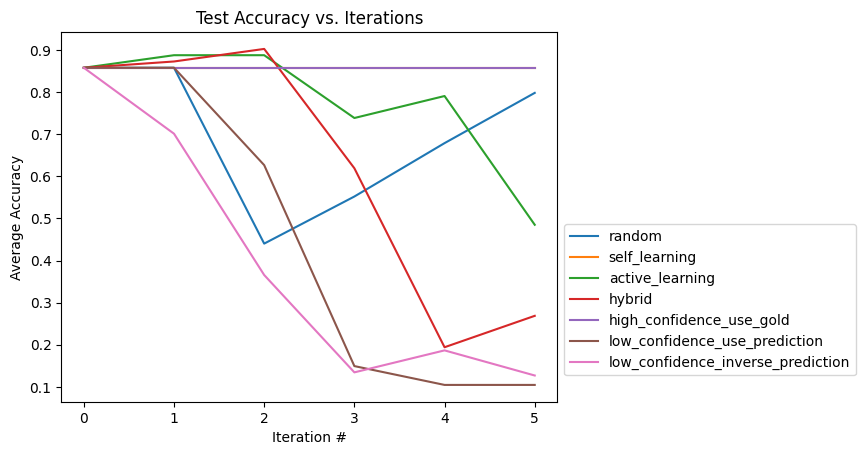 Test Accuracy vs. Iterations
Average Accuracy
0.9
0.8
0.7
0.6
0.5
0.4
0.3
0.2
0.1
0 1 2 3 4 5
Iteration #
random
self_learning
active_learning
hybrid
high_confidence_use_gold
low_confidence_use_prediction
low_confidence_inverse_prediction